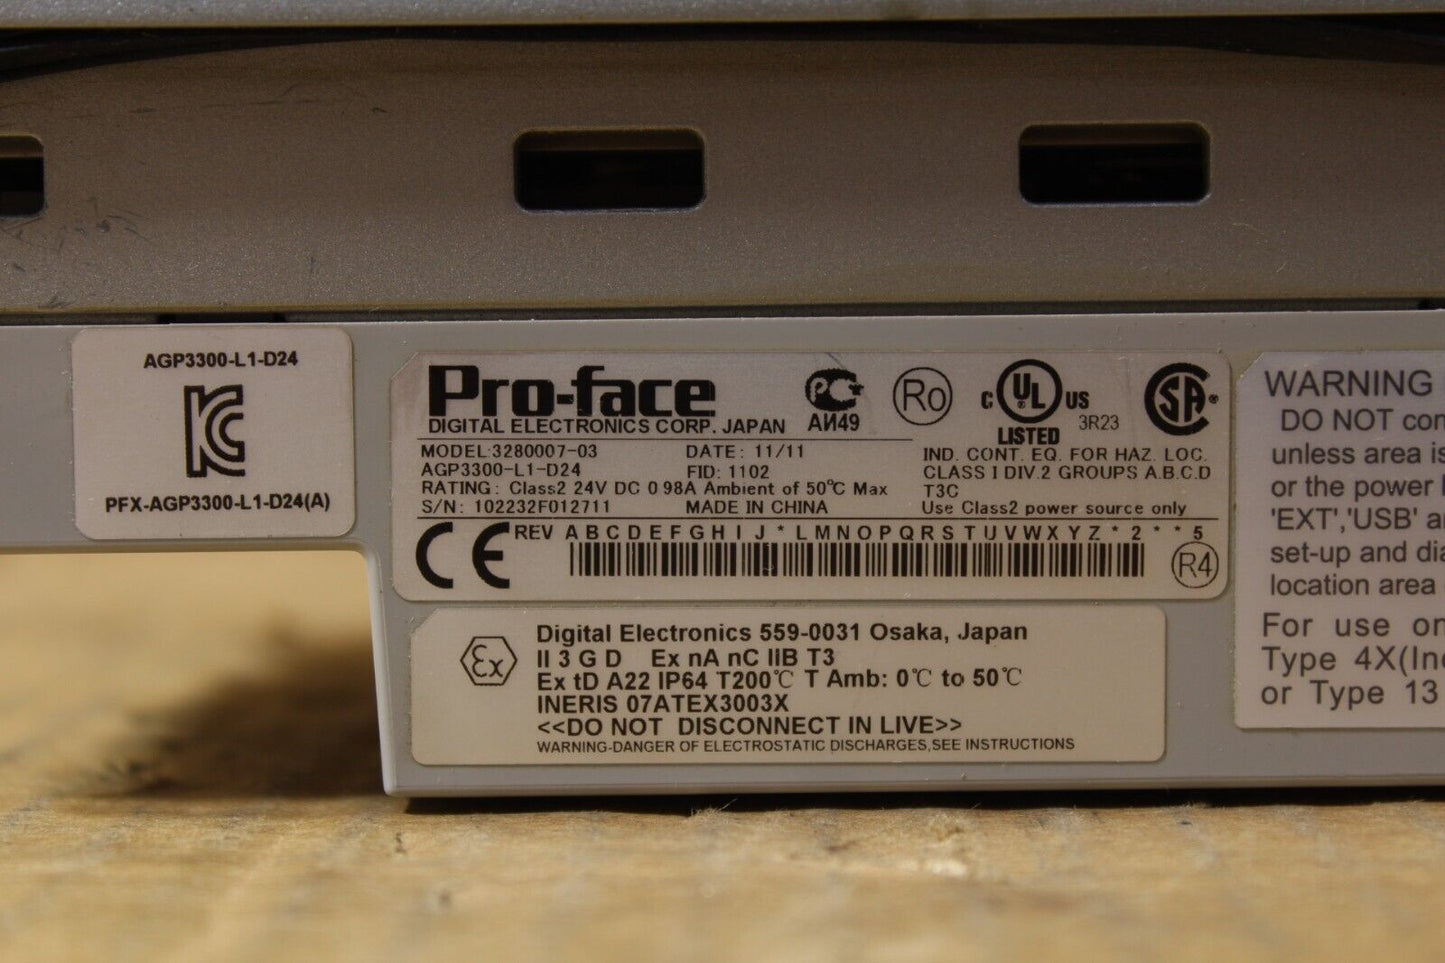 AGP3300-L1-D24
PFX-AGP3300-L1-D24(A)
Pro-face
DIGITAL ELECTRONICS CORP. JAPAN
MODEL:3280007-03
AGP3300-L1-D24
DATE: 11/11
FID: 1102
RATING: Class2 24V DC 0.98A Ambient of 50℃ Max
S/N: 102232F012711
MADE IN CHINA
АИ49
Ro
C UL US
LISTED
3R23
IND. CONT. EQ. FOR HAZ. LOC.
CLASS I DIV.2 GROUPS A.B.C.D
T3C
Use Class2 power source only
CE
REV A B C D E F G H I J * L M N O P Q R S T U V W X Y Z * 2 * * 5
R4
Ex
Digital Electronics 559-0031 Osaka, Japan
II 3 G D Ex nA nC IIB T3
Ex tD A22 IP64 T200℃ T Amb: 0℃ to 50℃
INERIS 07ATEX3003X
<<DO NOT DISCONNECT IN LIVE>>
WARNING-DANGER OF ELECTROSTATIC DISCHARGES,SEE INSTRUCTIONS
WARNING
DO NOT
unless area
or the power
'EXT','USB'
set-up and
location area
For use
Type
or Type 13